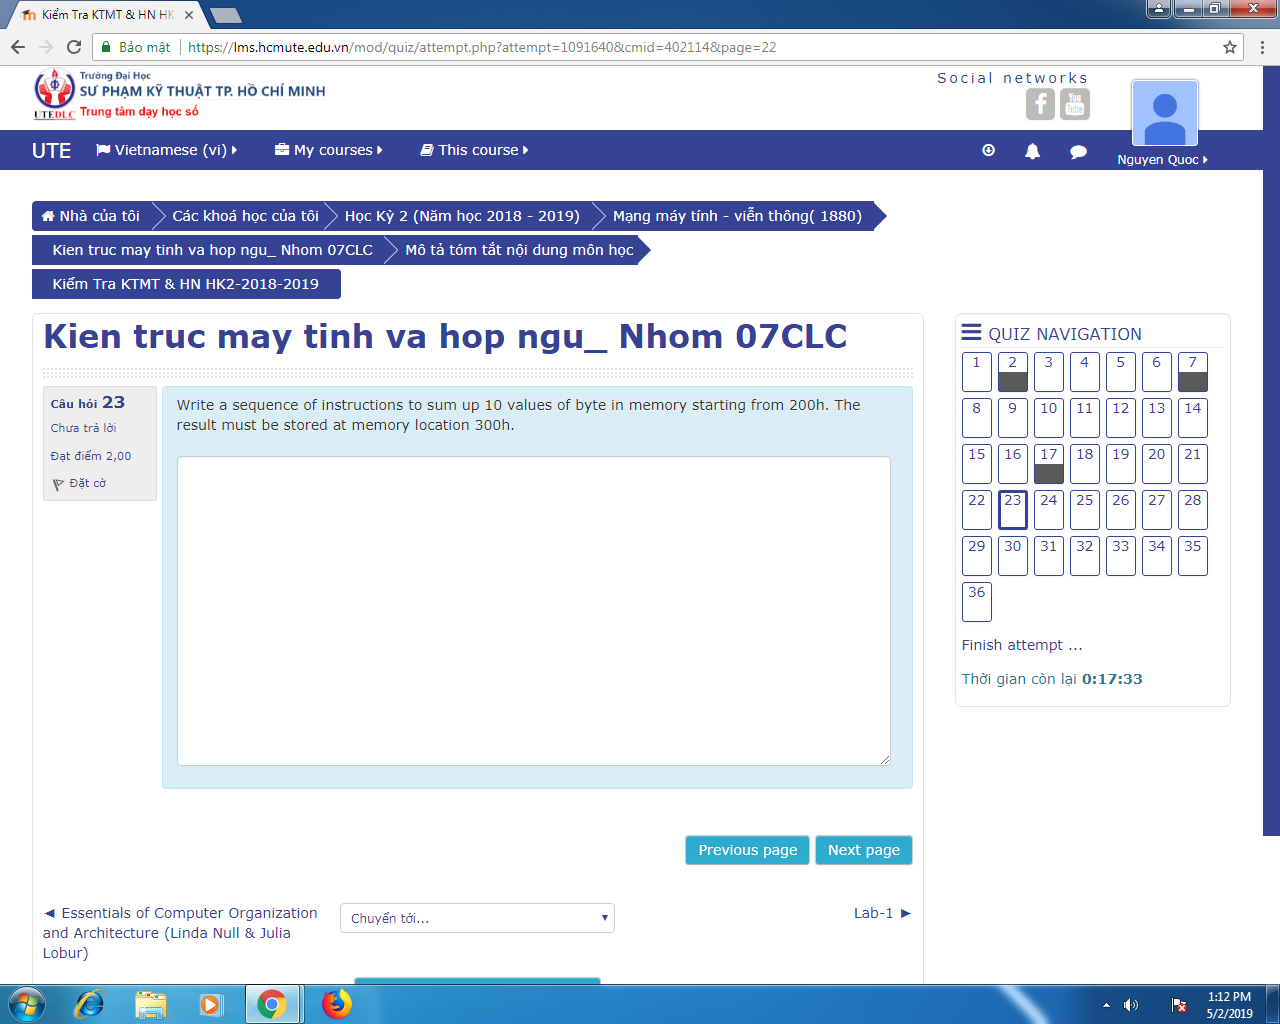 Kiểm Tra KTMT & HN HK
Bảo mật
https://lms.hcmute.edu.vn/mod/quiz/attempt.php?attempt=1091640&cmid=402114&page=22
Trường Đại Học
SƯ PHẠM KỸ THUẬT TP. HỒ CHÍ MINH
UTEDLC Trung tâm dạy học số
Social networks
You Tube
UTE
Vietnamese (vi)
My courses
This course
Nguyen Quoc
Nhà của tôi
Các khoá học của tôi
Học Kỳ 2 (Năm học 2018 - 2019)
Mạng máy tính - viễn thông( 1880)
Kien truc may tinh va hop ngu_ Nhom 07CLC
Mô tả tóm tắt nội dung môn học
Kiểm Tra KTMT & HN HK2-2018-2019
Kien truc may tinh va hop ngu_ Nhom 07CLC
Câu hỏi 23
Chưa trả lời
Đạt điểm 2,00
Đặt cờ
Write a sequence of instructions to sum up 10 values of byte in memory starting from 200h. The
result must be stored at memory location 300h.
Previous page
Next page
◄ Essentials of Computer Organization
and Architecture (Linda Null & Julia
Lobur)
Chuyển tới...
Lab-1 ►
QUIZ NAVIGATION
1 2 3 4 5 6 7
8 9 10 11 12 13 14
15 16 17 18 19 20 21
22 23 24 25 26 27 28
29 30 31 32 33 34 35
36
Finish attempt ...
Thời gian còn lại 0:17:33
1:12 PM
5/2/2019